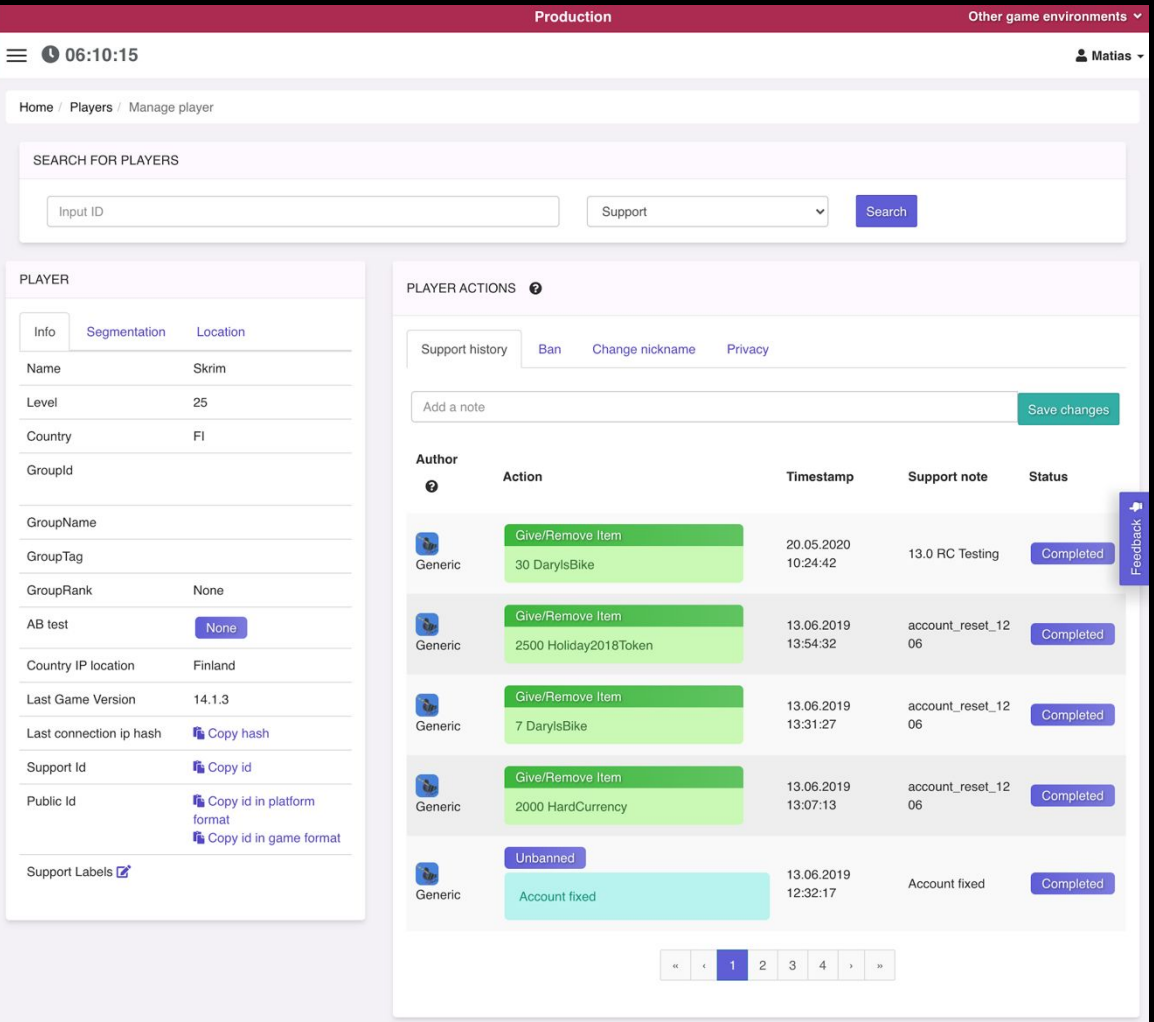 Production
Other game environments
06:10:15
Matias
Home / Players / Manage player
SEARCH FOR PLAYERS
Input ID
Support
Search
PLAYER
Info Segmentation Location
Name Skrim
Level 25
Country FI
GroupId
GroupName
GroupTag
GroupRank None
AB test None
Country IP location Finland
Last Game Version 14.1.3
Last connection ip hash Copy hash
Support Id Copy id
Public Id Copy id in platform
format
Copy id in game format
Support Labels
PLAYER ACTIONS ?
Support history Ban Change nickname Privacy
Add a note
Save changes
Author
? Action Timestamp Support note Status
Give/Remove Item
30 DarylsBike
Generic
20.05.2020
10:24:42
13.0 RC Testing
Completed
Give/Remove Item
2500 Holiday2018Token
Generic
13.06.2019
13:54:32
account_reset_12
06
Completed
Give/Remove Item
7 DarylsBike
Generic
13.06.2019
13:31:27
account_reset_12
06
Completed
Give/Remove Item
2000 HardCurrency
Generic
13.06.2019
13:07:13
account_reset_12
06
Completed
Unbanned
Account fixed
Generic
13.06.2019
12:32:17
Account fixed
Completed
« ‹ 1 2 3 4 › »
Feedback